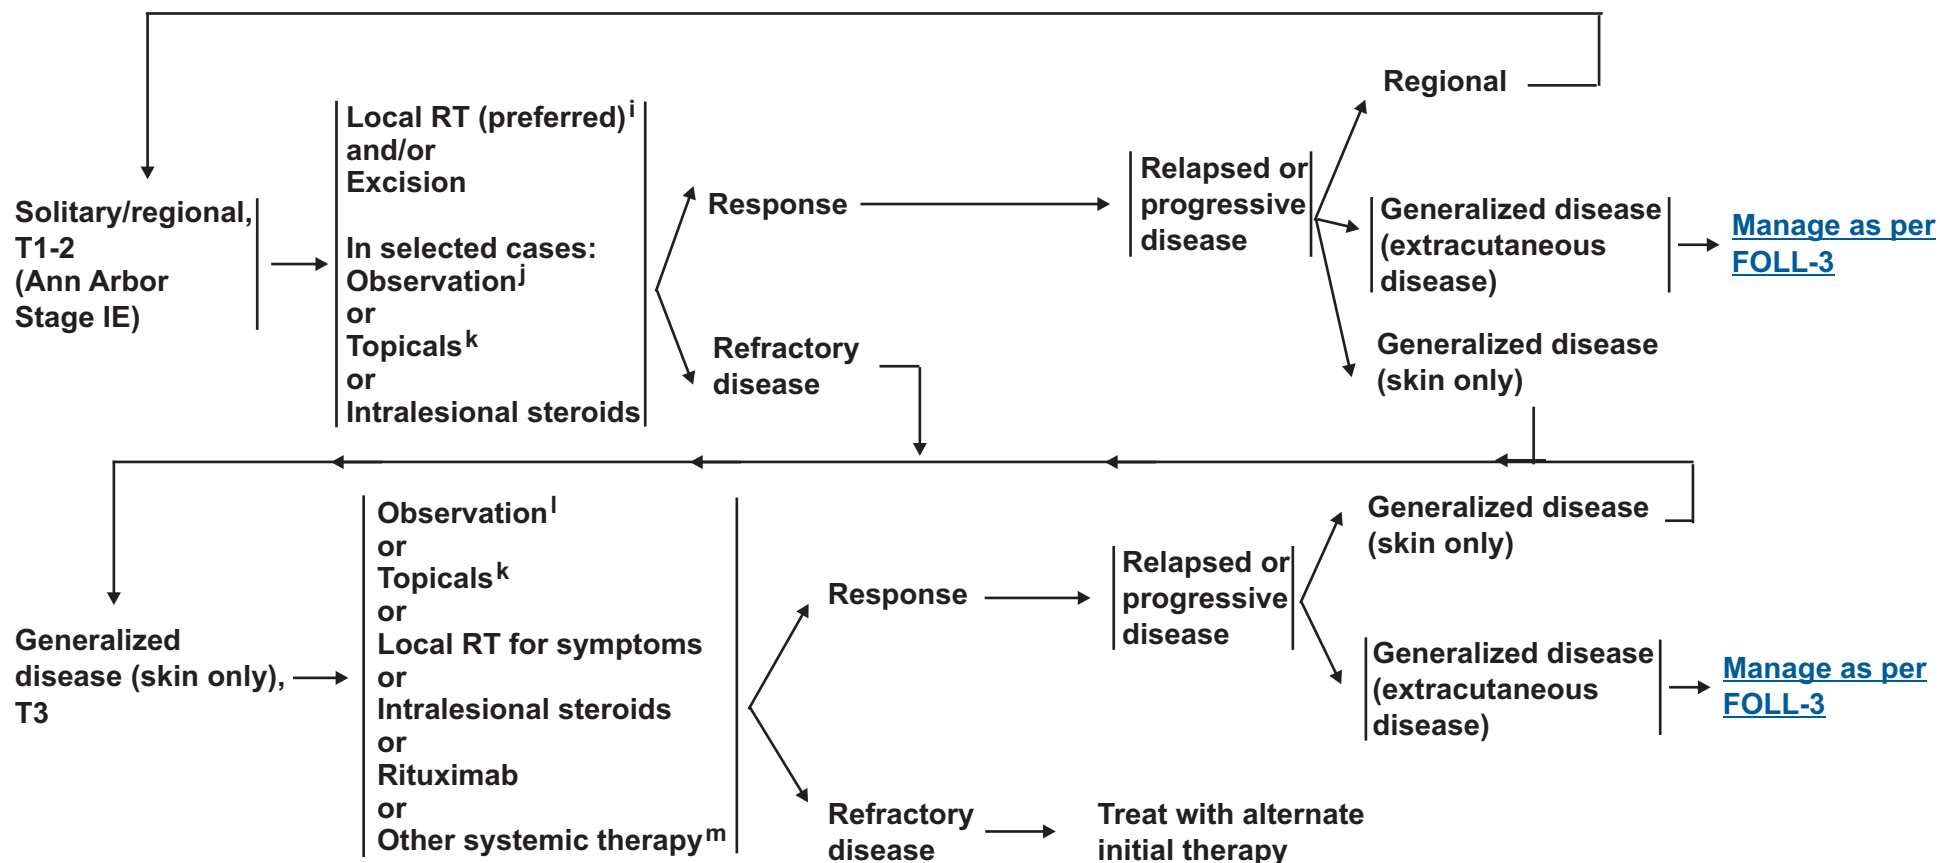 Solitary/regional,
T1-2
(Ann Arbor
Stage IE)
Local RT (preferred)i
and/or
Excision
In selected cases:
Observationj
or
Topicalsk
or
Intralesional steroids
Response
Refractory
disease
Relapsed or
progressive
disease
Regional
Generalized disease
(extracutaneous
disease)
Manage as per
FOLL-3
Generalized disease
(skin only)
Generalized
disease (skin only),
T3
Observationl
or
Topicalsk
or
Local RT for symptoms
or
Intralesional steroids
or
Rituximab
or
Other systemic therapym
Response
Refractory
disease
Relapsed or
progressive
disease
Treat with alternate
initial therapy
Generalized disease
(skin only)
Generalized disease
(extracutaneous
disease)
Manage as per
FOLL-3